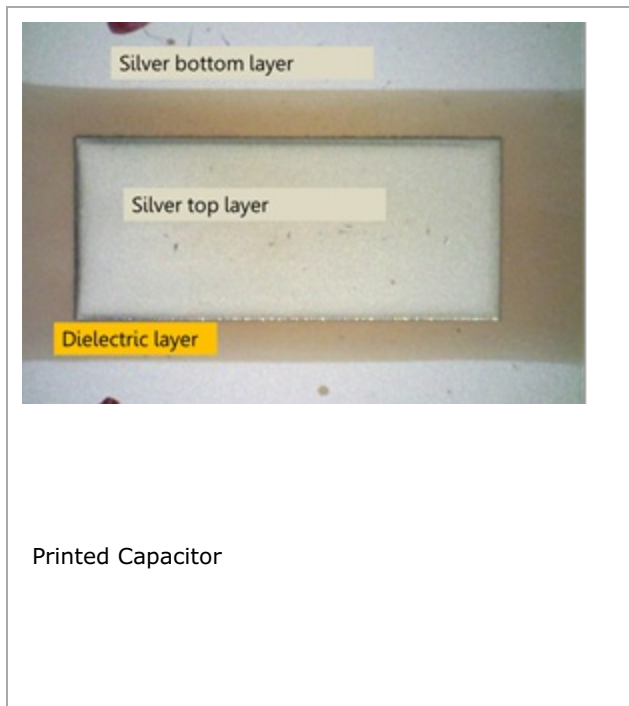 Silver bottom layer
Silver top layer
Dielectric layer
Printed Capacitor